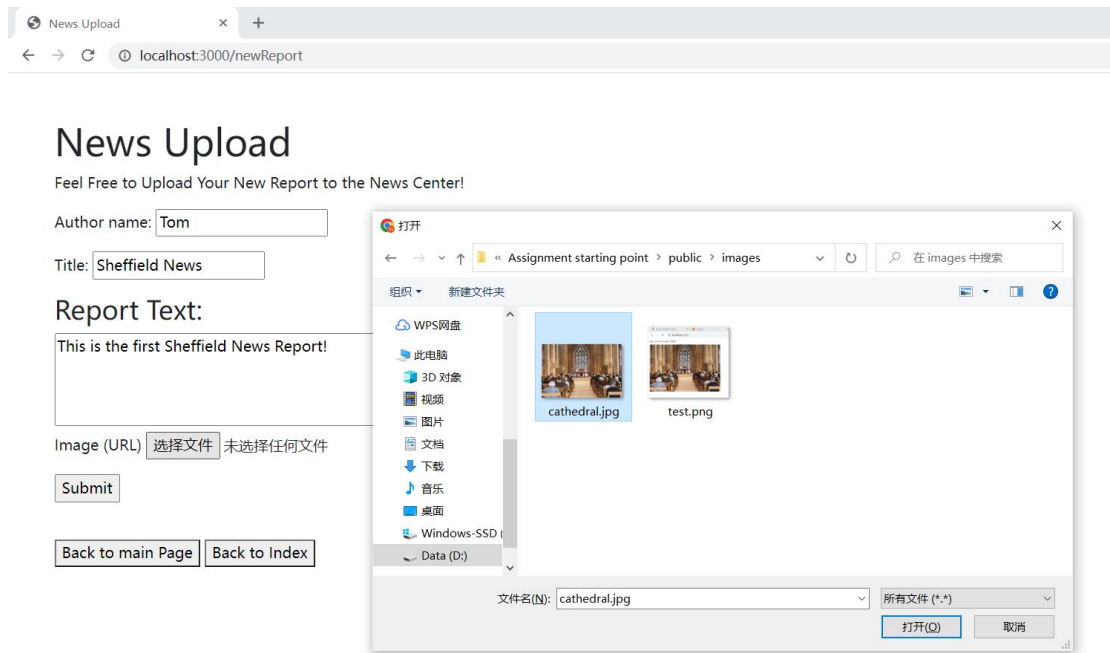 News Upload
localhost:3000/newReport
News Upload
Feel Free to Upload Your New Report to the News Center!
Author name: Tom
Title: Sheffield News
Report Text:
This is the first Sheffield News Report!
Image (URL) 选择文件 未选择任何文件
Submit
Back to main Page Back to Index
打开
« Assignment starting point > public > images
在 images 中搜索
组织 新建文件夹
WPS网盘
此电脑
3D 对象
视频
图片
文档
下载
音乐
桌面
Windows-SSD (
Data (D:)
cathedral.jpg test.png
文件名(N): cathedral.jpg 所有文件 (*.*)
打开(O) 取消